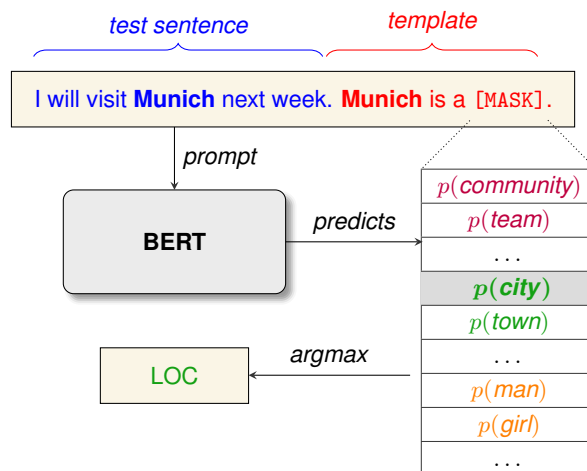 test sentence template
I will visit Munich next week. Munich is a [MASK].
prompt
BERT
predicts
p(community)
p(team)
...
p(city)
p(town)
...
p(man)
p(girl)
...
argmax
LOC